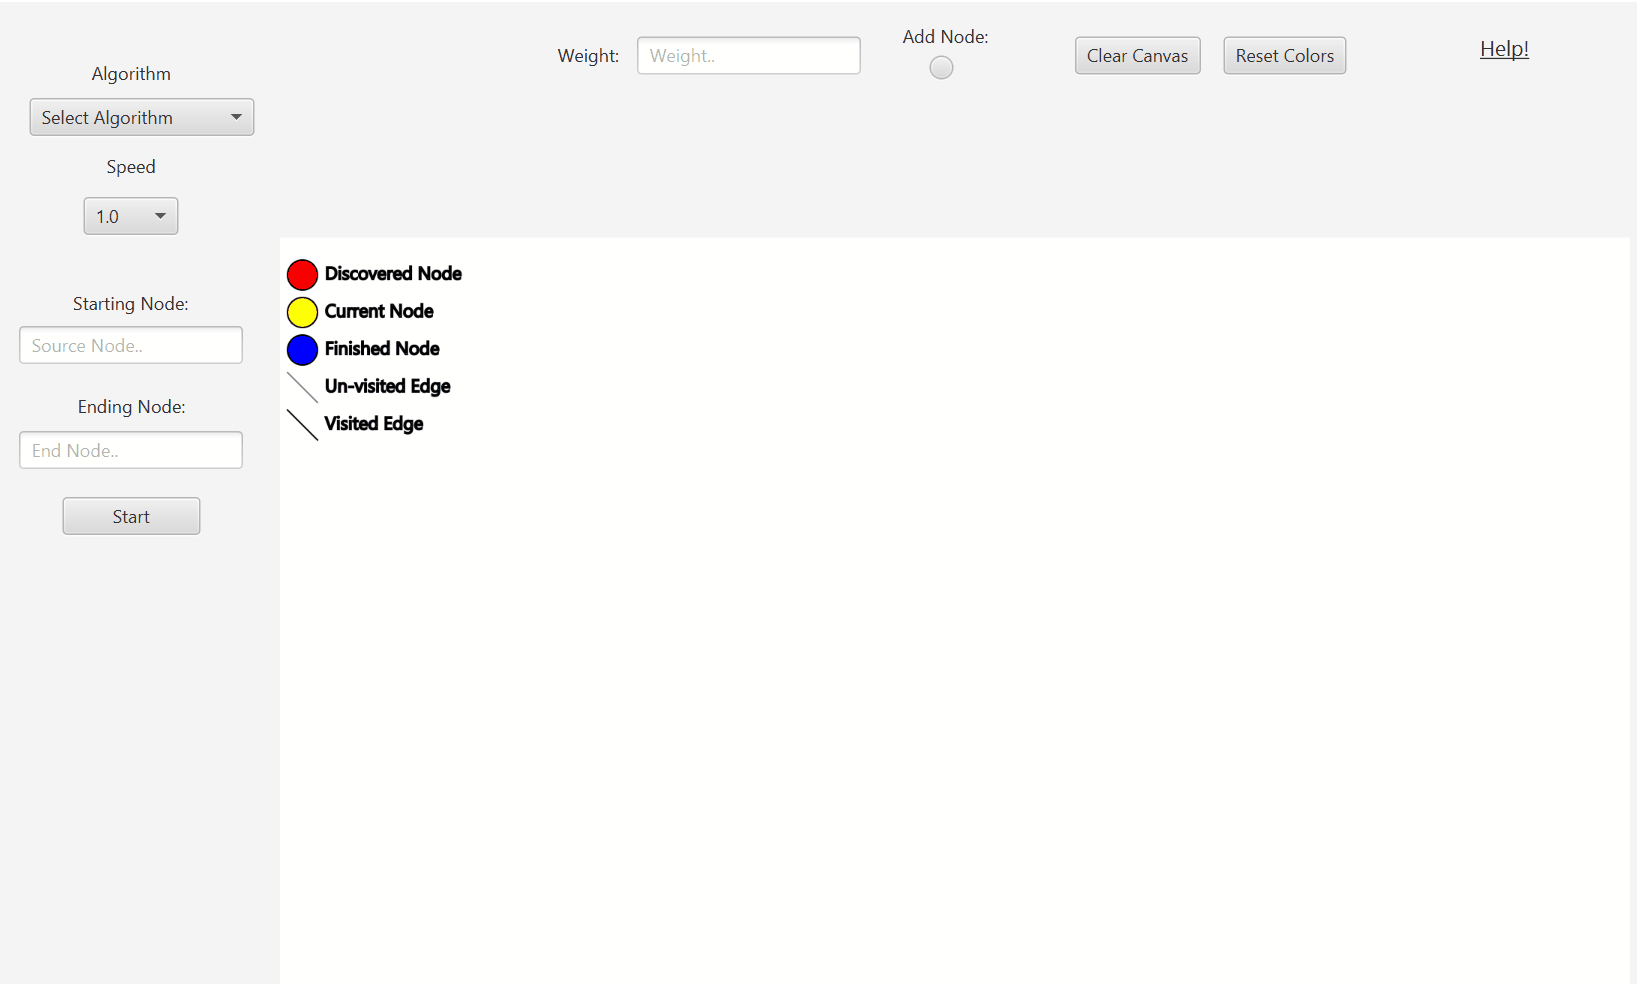 Algorithm
Select Algorithm
Speed
1.0
Starting Node:
Source Node..
Ending Node:
End Node..
Start
Weight:
Weight..
Add Node:
Clear Canvas
Reset Colors
Help!
Discovered Node
Current Node
Finished Node
Un-visited Edge
Visited Edge